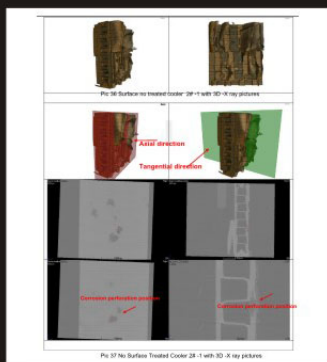 Pic 36 Surface no treated cooler 2# -1 with 3D -X ray pictures
Axial direction
Tangential direction
Corrosion perforation position
Corrosion perforation position
Pic 37 No Surface Treated Cooler 2# -1 with 3D -X ray pictures